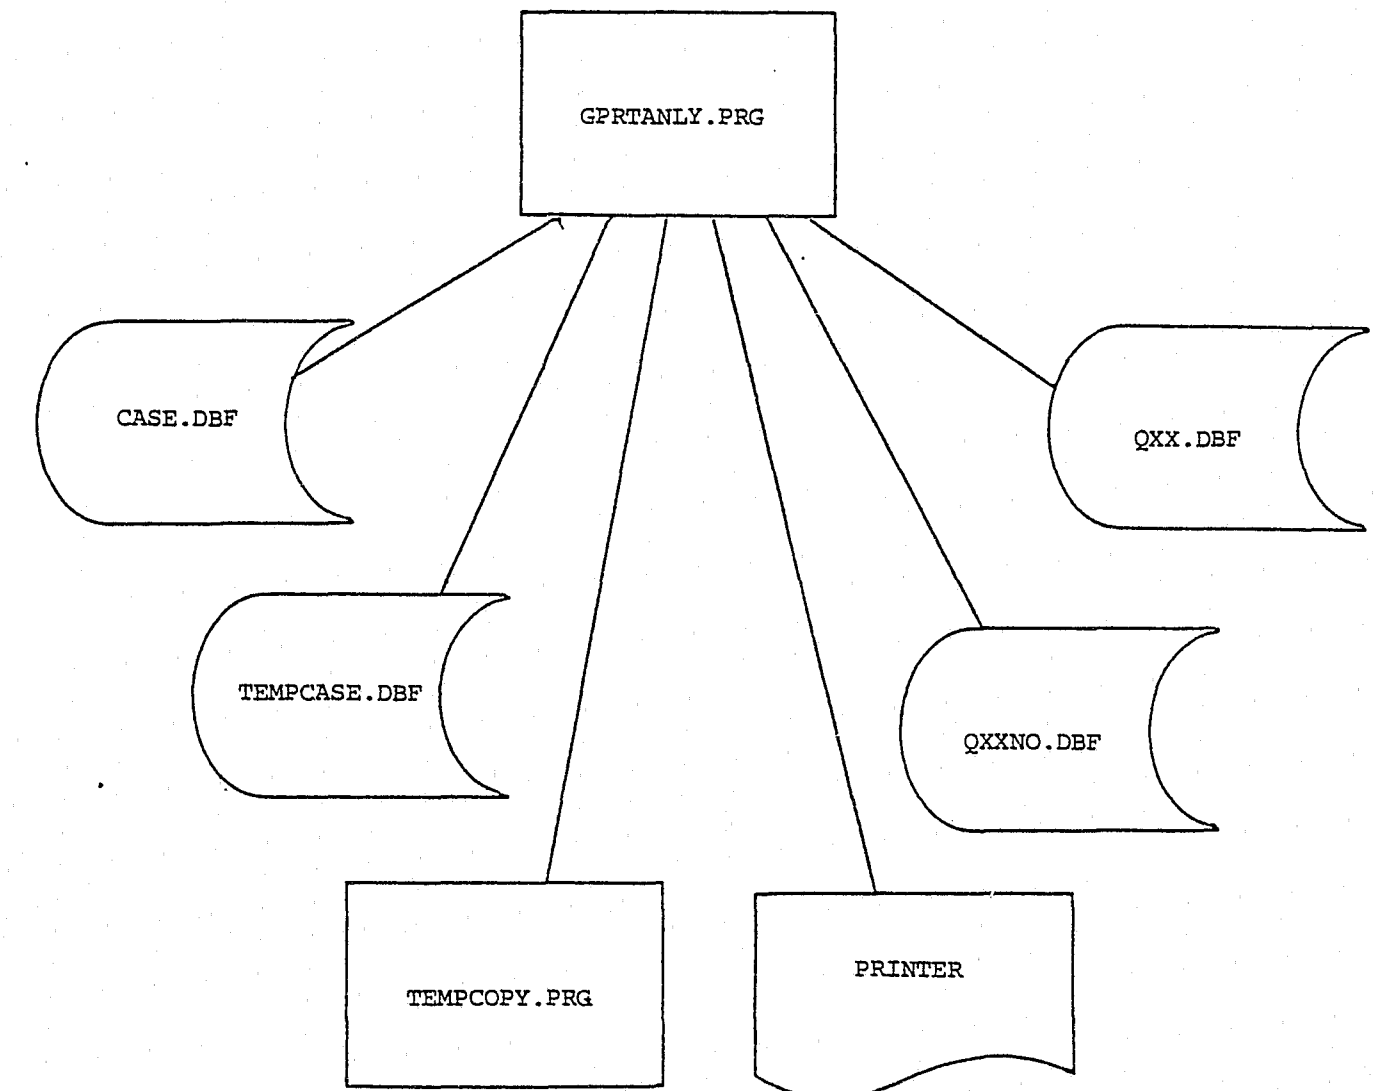 GPRTANLY.PRG
CASE.DBF
QXX.DBF
TEMPCASE.DBF
QXXNO.DBF
TEMPCOPY.PRG
PRINTER